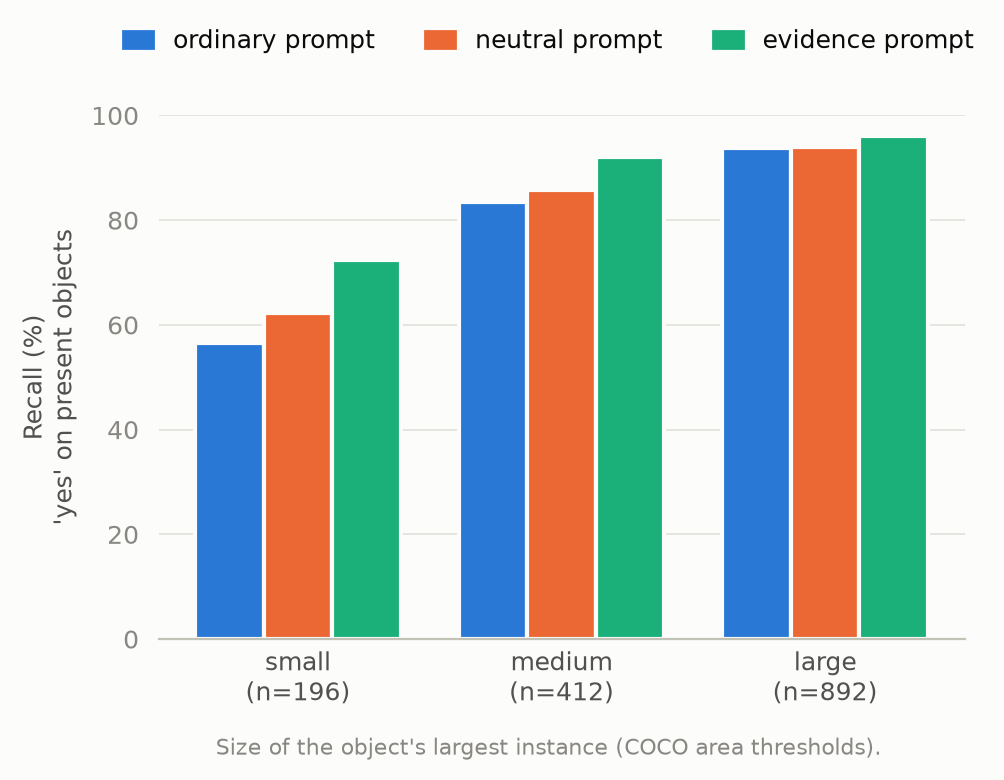 ordinary prompt
neutral prompt
evidence prompt
Recall (%)
'yes' on present objects
100
80
60
40
20
0
small
(n=196)
medium
(n=412)
large
(n=892)
Size of the object's largest instance (COCO area thresholds).